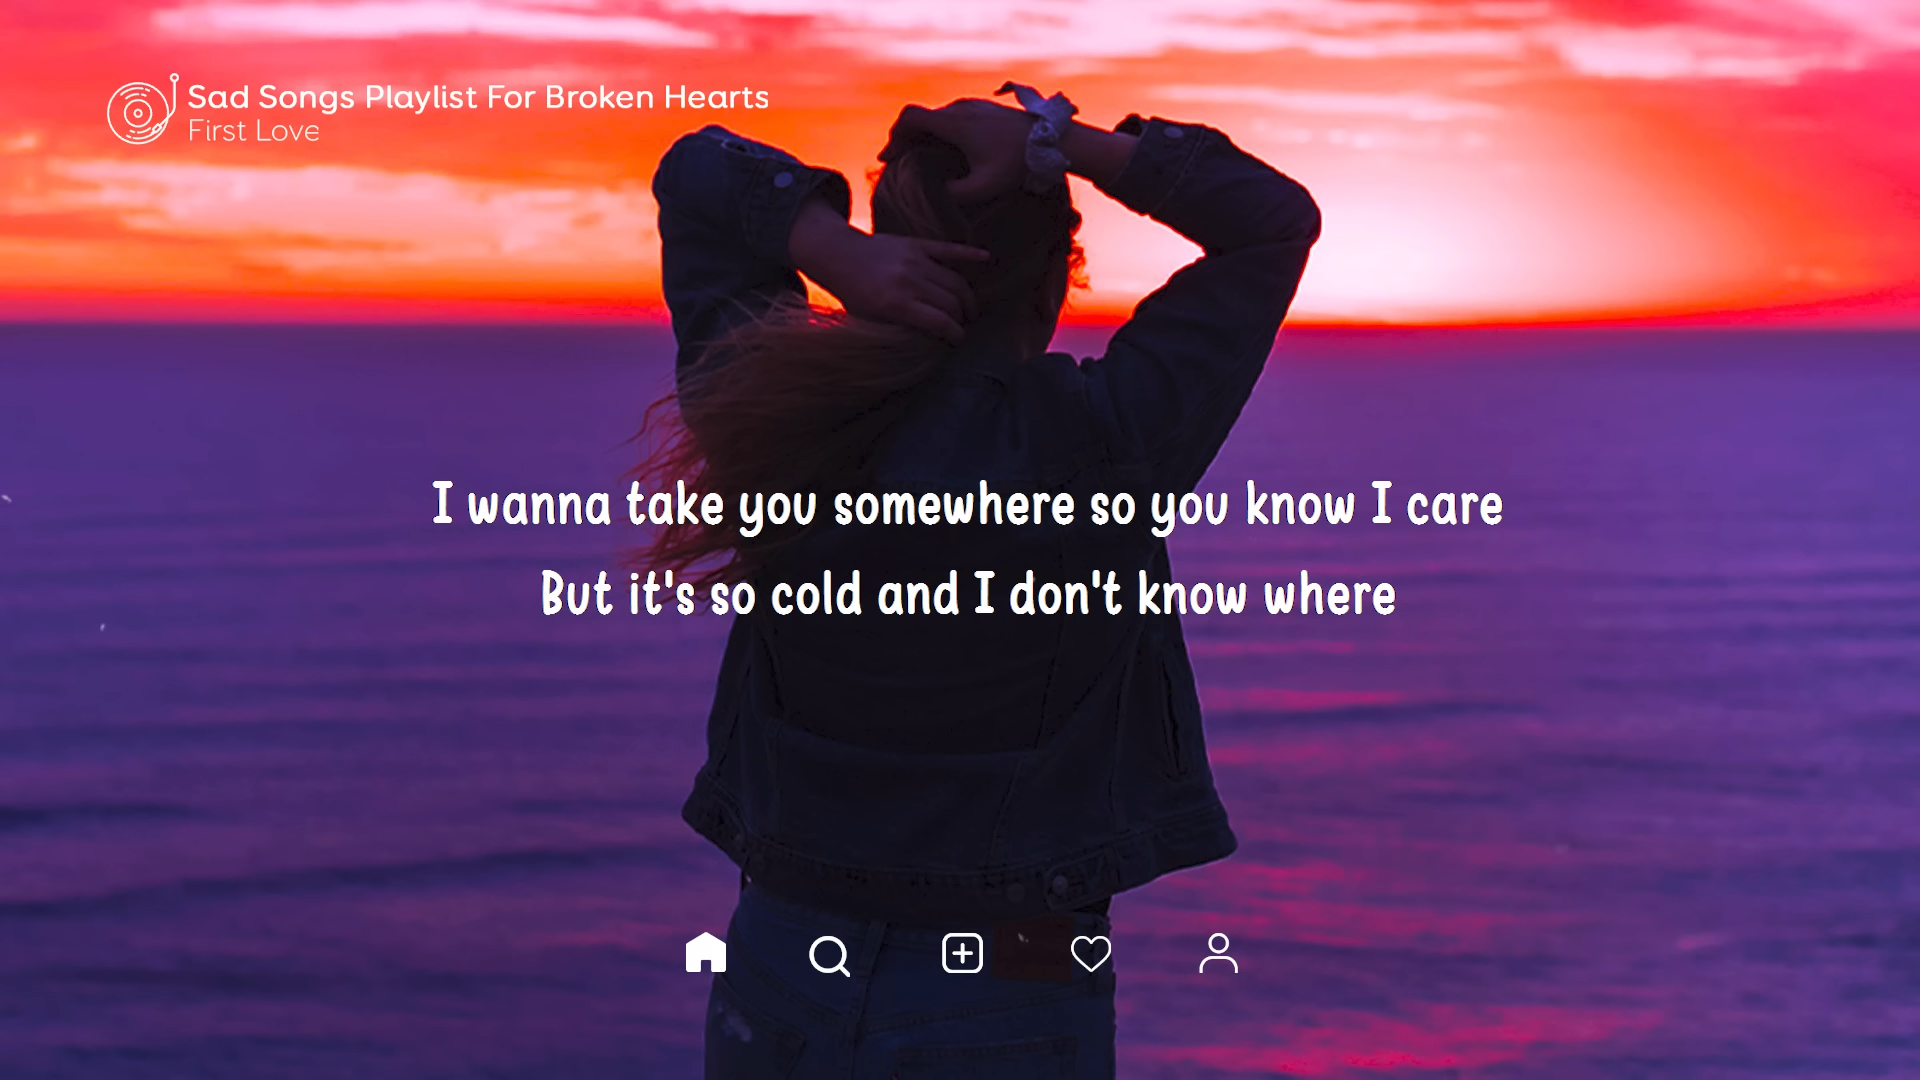 Sad Songs Playlist For Broken Hearts
First Love
I wanna take you somewhere so you know I care
But it's so cold and I don't know where